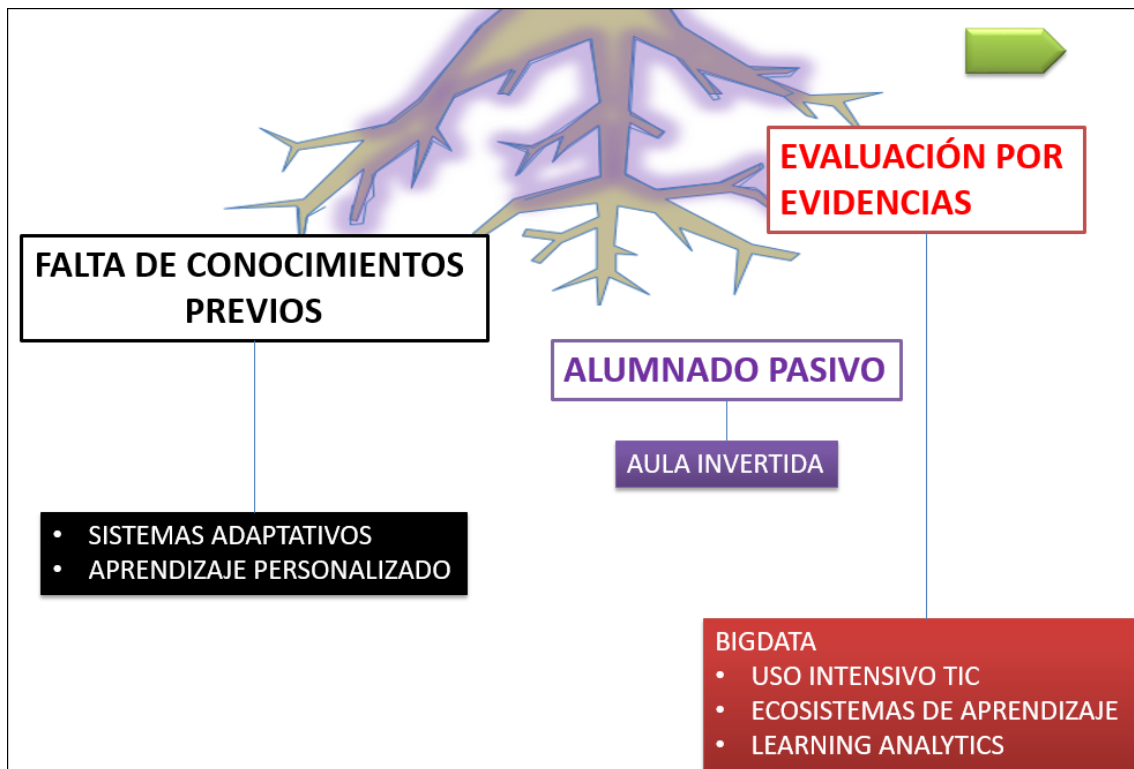 EVALUACIÓN POR
EVIDENCIAS
FALTA DE CONOCIMIENTOS
PREVIOS
ALUMNADO PASIVO
AULA INVERTIDA
• SISTEMAS ADAPTATIVOS
• APRENDIZAJE PERSONALIZADO
BIGDATA
• USO INTENSIVO TIC
• ECOSISTEMAS DE APRENDIZAJE
• LEARNING ANALYTICS